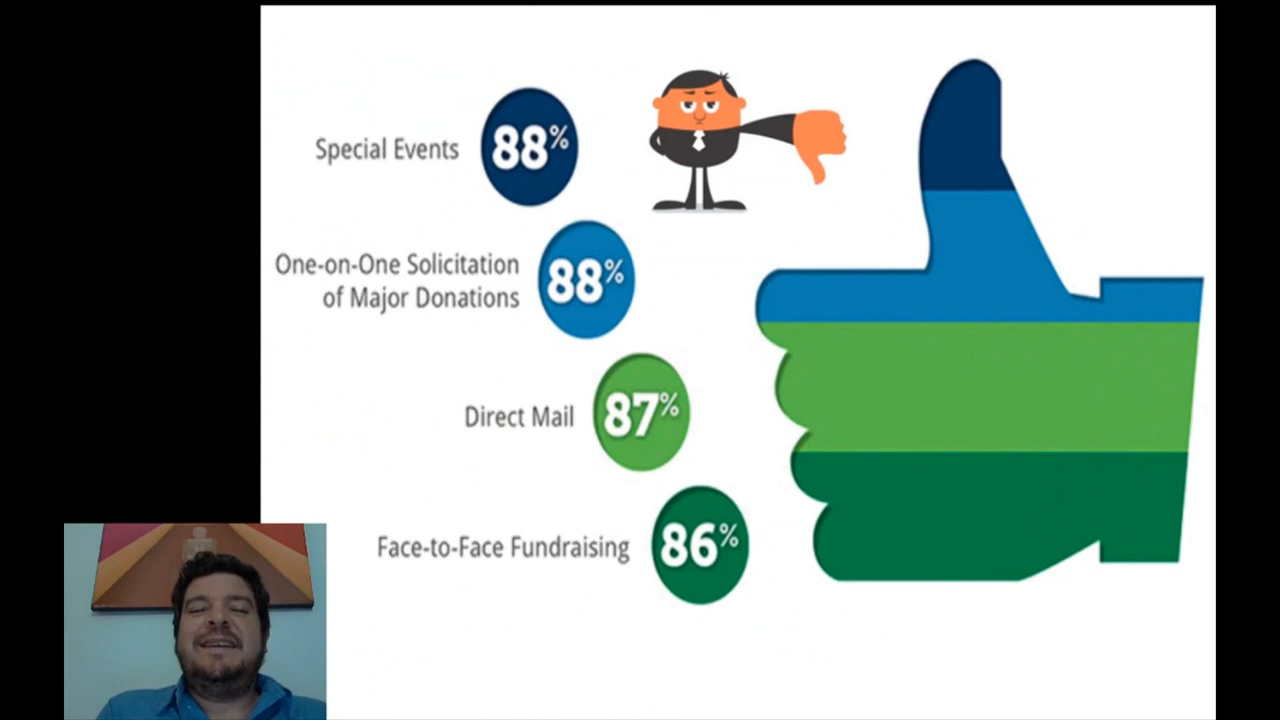 Special Events
88%
One-on-One Solicitation
of Major Donations
88%
Direct Mail
87%
Face-to-Face Fundraising
86%